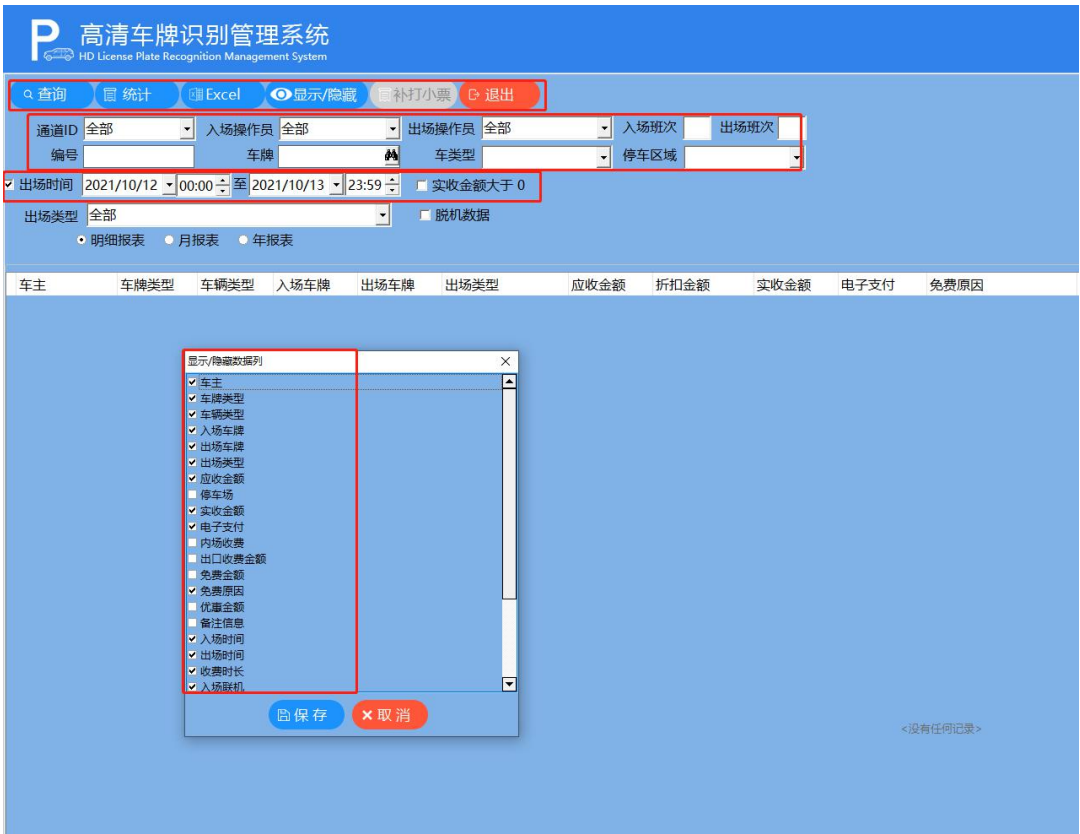 P 高清车牌识别管理系统
HD License Plate Recognition Management System
查询 统计 Excel 显示/隐藏 补打小票 退出
通道ID 全部 入场操作员 全部 出场操作员 全部 入场班次 出场班次
编号 车牌 车类型 停车区域
出场时间 2021/10/12 00:00 至 2021/10/13 23:59 实收金额大于 0
出场类型 全部 脱机数据
明细报表 月报表 年报表
车主 车牌类型 车辆类型 入场车牌 出场车牌 出场类型 应收金额 折扣金额 实收金额 电子支付 免费原因
显示/隐藏数据列
车主
车牌类型
车辆类型
入场车牌
出场车牌
出场类型
应收金额
停车场
实收金额
电子支付
内场收费
出口收费金额
免费金额
免费原因
优惠金额
备注信息
入场时间
出场时间
收费时长
入场联机
保存 取消
<没有任何记录>